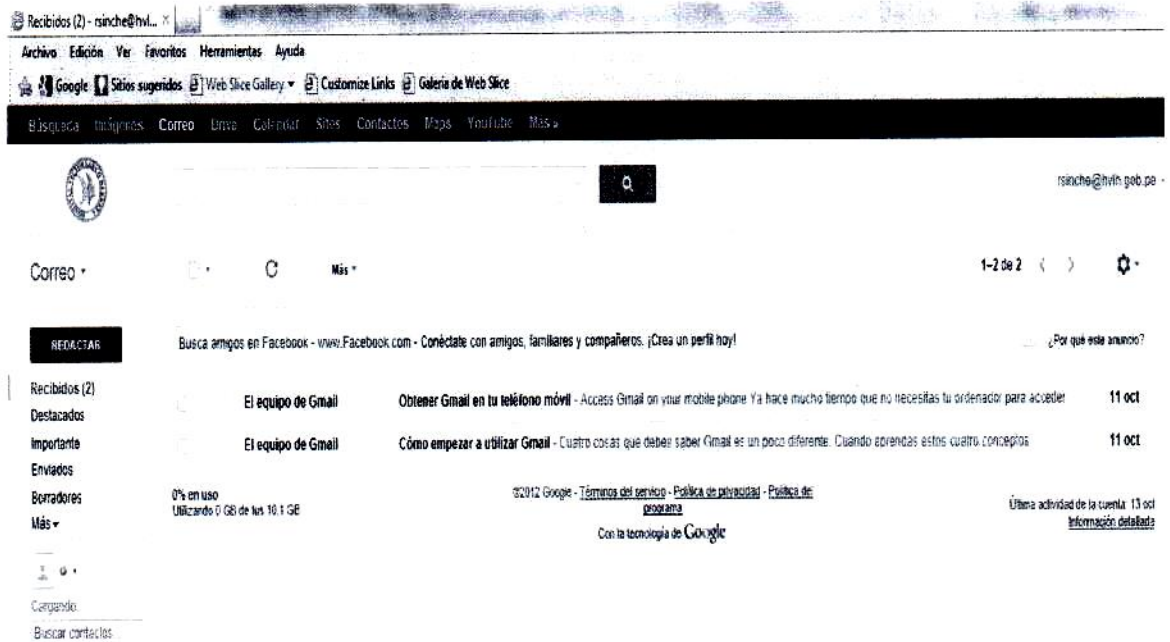 Recibidos (2) - rsinche@hvl... ×
Archivo Edición Ver Favoritos Herramientas Ayuda
Google Sitios sugeridos Web Slice Gallery Customize Links Galería de Web Slice
Búsqueda Imágenes Correo Drive Calendar Sites Contactos Maps YouTube Más
rsinche@hvlh.gob.pe
Correo
Más
1–2 de 2
REDACTAR
Busca amigos en Facebook - www.Facebook.com - Conéctate con amigos, familiares y compañeros. ¡Crea un perfil hoy!
¿Por qué este anuncio?
Recibidos (2)
Destacados
Importante
Enviados
Borradores
Más
El equipo de Gmail Obtener Gmail en tu teléfono móvil - Access Gmail on your mobile phone Ya hace mucho tiempo que no necesitas tu ordenador para acceder 11 oct
El equipo de Gmail Cómo empezar a utilizar Gmail - Cuatro cosas que debes saber Gmail es un poco diferente. Cuando aprendas estos cuatro conceptos 11 oct
0% en uso
Utilizando 0 GB de tus 10.1 GB
©2012 Google - Términos del servicio - Política de privacidad - Política del
programa
Con la tecnología de Google
Última actividad de la cuenta: 13 oct
Información detallada
Cargando
Buscar contactos